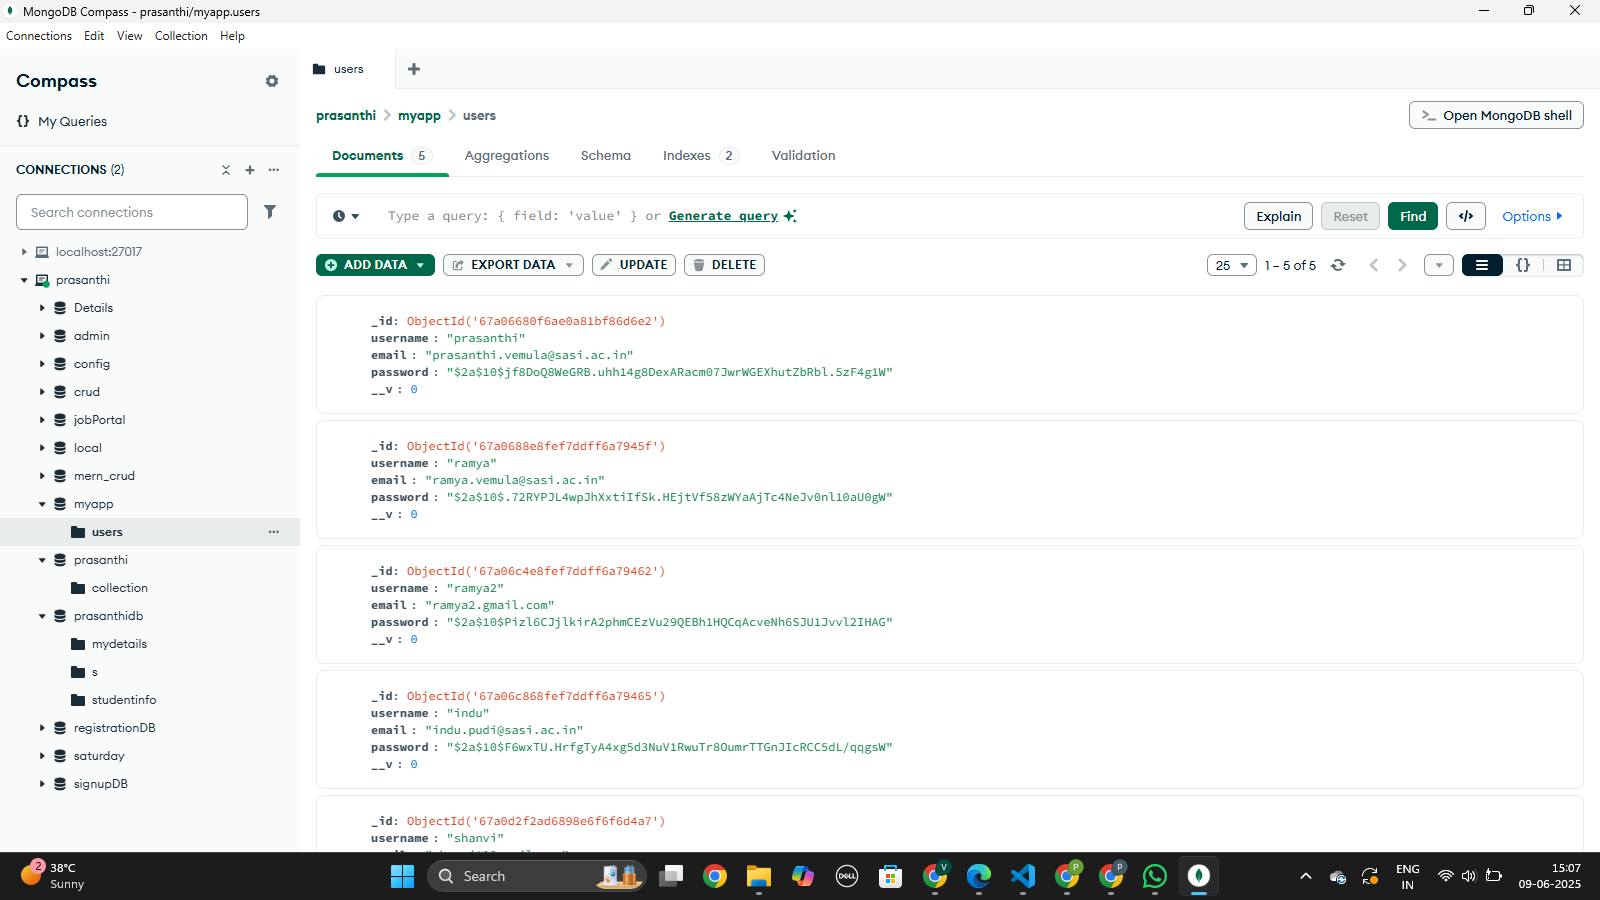 MongoDB Compass - prasanthi/myapp.users
Connections Edit View Collection Help
Compass
{} My Queries
CONNECTIONS (2)
Search connections
localhost:27017
prasanthi
Details
admin
config
crud
jobPortal
local
mern_crud
myapp
users
prasanthi
collection
prasanthidb
mydetails
s
studentinfo
registrationDB
saturday
signupDB
users
prasanthi > myapp > users
>_ Open MongoDB shell
Documents 5 Aggregations Schema Indexes 2 Validation
Type a query: { field: 'value' } or Generate query
Explain Reset Find </> Options
ADD DATA EXPORT DATA UPDATE DELETE
25 1 – 5 of 5 {}
_id: ObjectId('67a06680f6ae0a81bf86d6e2')
username : "prasanthi"
email : "prasanthi.vemula@sasi.ac.in"
password : "$2a$10$jf8DoQ8WeGRB.uhh14g8DexARacm07JwrWGEXhutZbRbl.5zF4g1W"
__v : 0
_id: ObjectId('67a0688e8fef7ddff6a7945f')
username : "ramya"
email : "ramya.vemula@sasi.ac.in"
password : "$2a$10$.72RYPJL4wpJhXxtiIfSk.HEjtVf58zWYaAjTc4NeJv0nl10aU0gW"
__v : 0
_id: ObjectId('67a06c4e8fef7ddff6a79462')
username : "ramya2"
email : "ramya2.gmail.com"
password : "$2a$10$Pizl6CJjlkirA2phmCEzVu29QEBh1HQCqAcveNh6SJU1Jvvl2IHAG"
__v : 0
_id: ObjectId('67a06c868fef7ddff6a79465')
username : "indu"
email : "indu.pudi@sasi.ac.in"
password : "$2a$10$F6wxTU.HrfgTyA4xg5d3NuV1RwuTr8OumrTTGnJIcRCC5dL/qqgsW"
__v : 0
_id: ObjectId('67a0d2f2ad6898e6f6f6d4a7')
username : "shanvi"
2
38°C
Sunny
Search
DELL
V
P
P
ENG
IN
15:07
09-06-2025